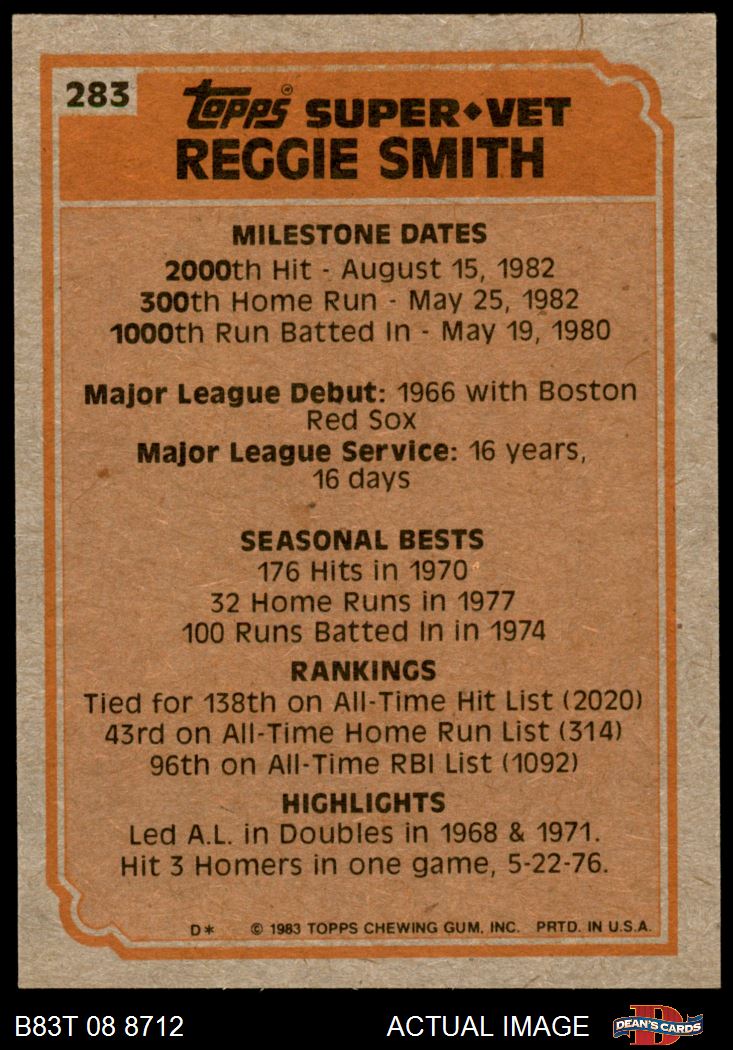 283
Topps® SUPER◆VET
REGGIE SMITH
MILESTONE DATES
2000th Hit - August 15, 1982
300th Home Run - May 25, 1982
1000th Run Batted In - May 19, 1980
Major League Debut: 1966 with Boston
Red Sox
Major League Service: 16 years,
16 days
SEASONAL BESTS
176 Hits in 1970
32 Home Runs in 1977
100 Runs Batted In in 1974
RANKINGS
Tied for 138th on All-Time Hit List (2020)
43rd on All-Time Home Run List (314)
96th on All-Time RBI List (1092)
HIGHLIGHTS
Led A.L. in Doubles in 1968 & 1971.
Hit 3 Homers in one game, 5-22-76.
D* © 1983 TOPPS CHEWING GUM, INC. PRTD. IN U.S.A.
B83T 08 8712 ACTUAL IMAGE D DEAN'S CARDS